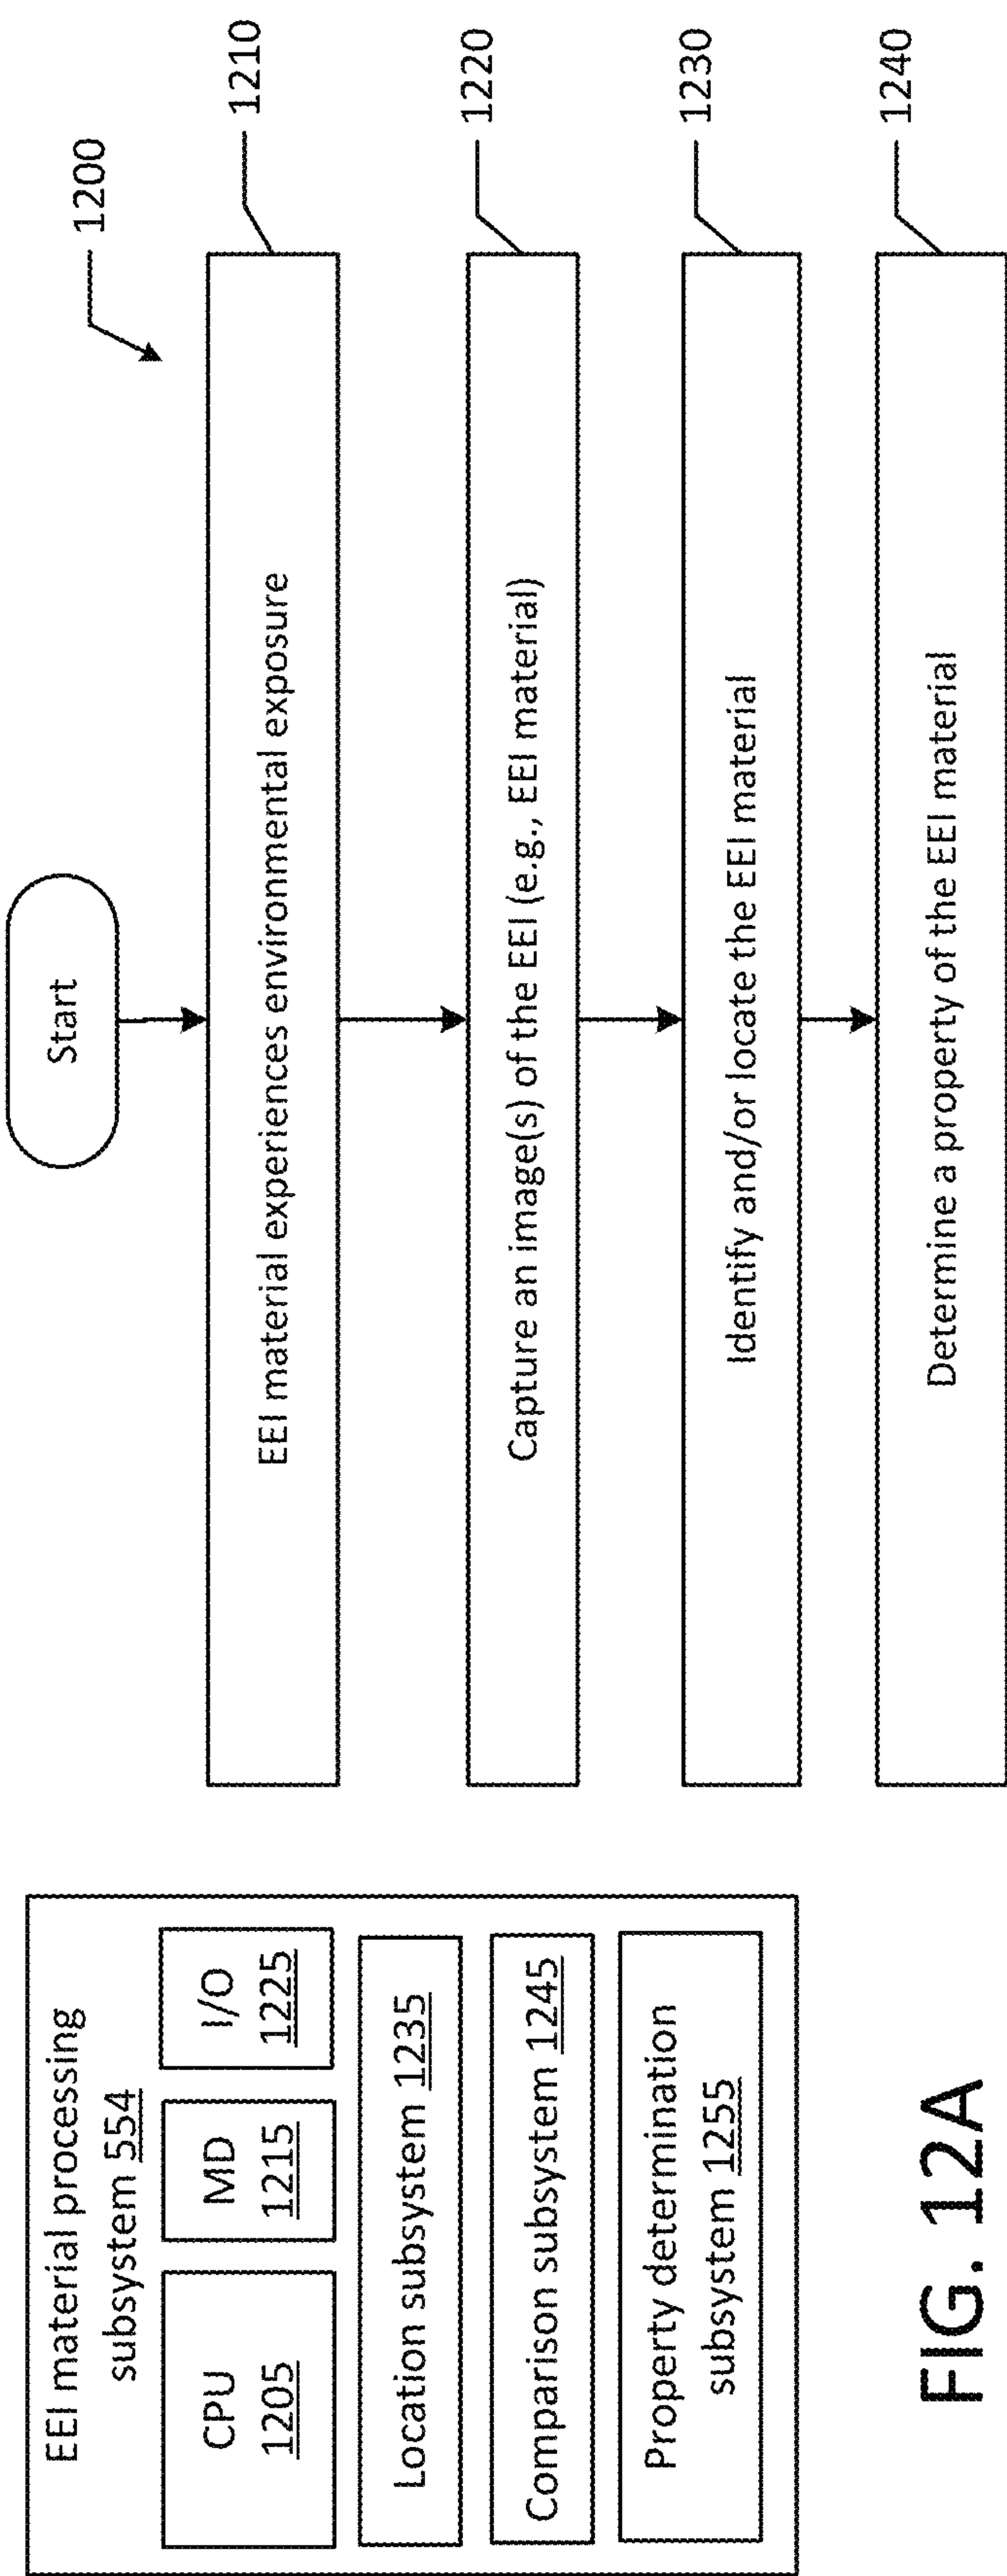 EEI material processing
subsystem 554
CPU
1205
MD
1215
I/O
1225
Location subsystem 1235
Comparison subsystem 1245
Property determination
subsystem 1255
FIG. 12A
Start
1200
EEI material experiences environmental exposure
1210
Capture an image(s) of the EEI (e.g., EEI material)
1220
Identify and/or locate the EEI material
1230
Determine a property of the EEI material
1240